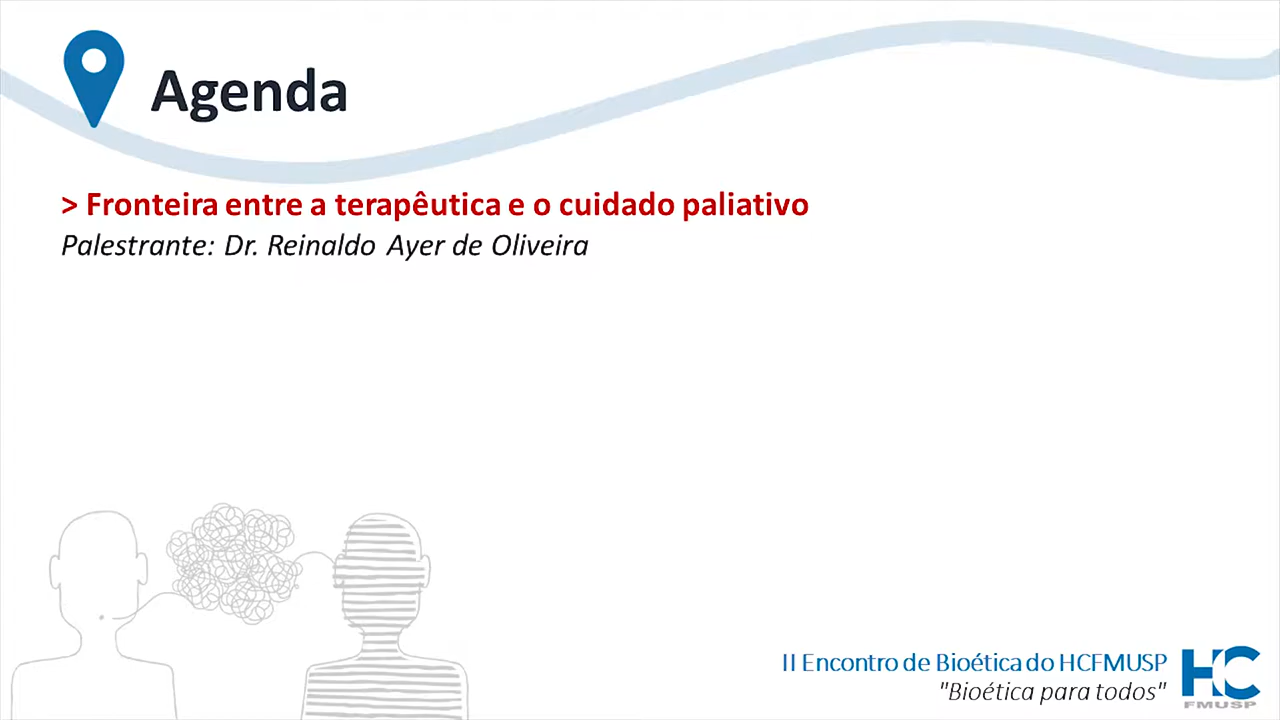 Agenda
> Fronteira entre a terapêutica e o cuidado paliativo
Palestrante: Dr. Reinaldo Ayer de Oliveira
II Encontro de Bioética do HCFMUSP
"Bioética para todos"
HC
FMUSP